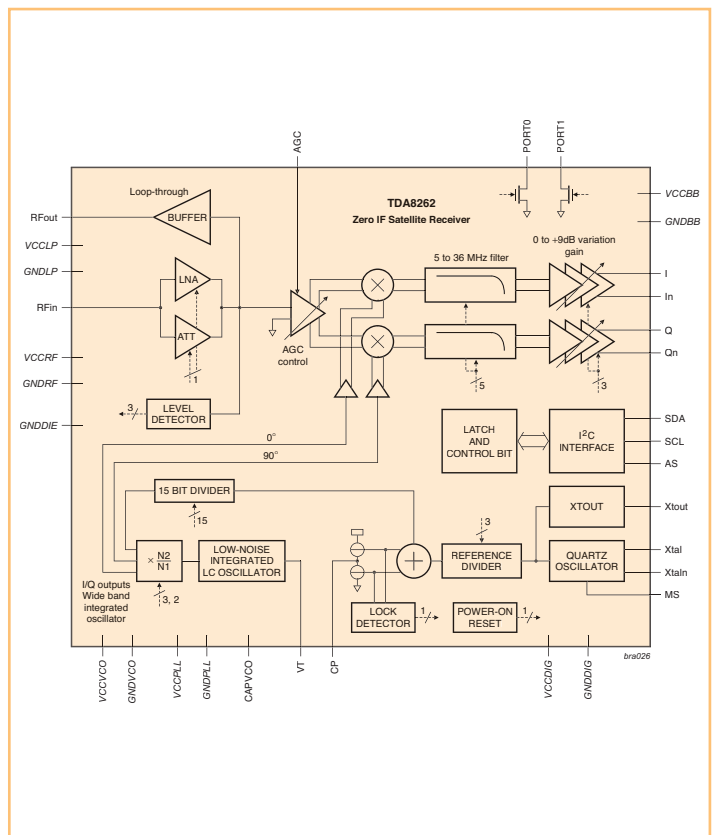 AGC
PORT0
PORT1
Loop-through
BUFFER
TDA8262
Zero IF Satellite Receiver
RFout
VCCLP
GNDLP
RFin
VCCRF
GNDRF
GNDDIE
VCCBB
GNDBB
0 to +9dB variation
gain
5 to 36 MHz filter
LNA
ATT
1
AGC
control
I
In
Q
Qn
5
3
3
LEVEL
DETECTOR
0°
90°
LATCH
AND
CONTROL BIT
I²C
INTERFACE
SDA
SCL
AS
15 BIT DIVIDER
15
XTOUT
Xtout
× N2
N1
3, 2
LOW-NOISE
INTEGRATED
LC OSCILLATOR
3
REFERENCE
DIVIDER
QUARTZ
OSCILLATOR
Xtal
Xtaln
MS
I/Q outputs
Wide band
integrated
oscillator
LOCK
DETECTOR
1
POWER-ON
RESET
1
bra026
VCCVCO
GNDVCO
VCCPLL
GNDPLL
CAPVCO
VT
CP
VCCDIG
GNDDIG